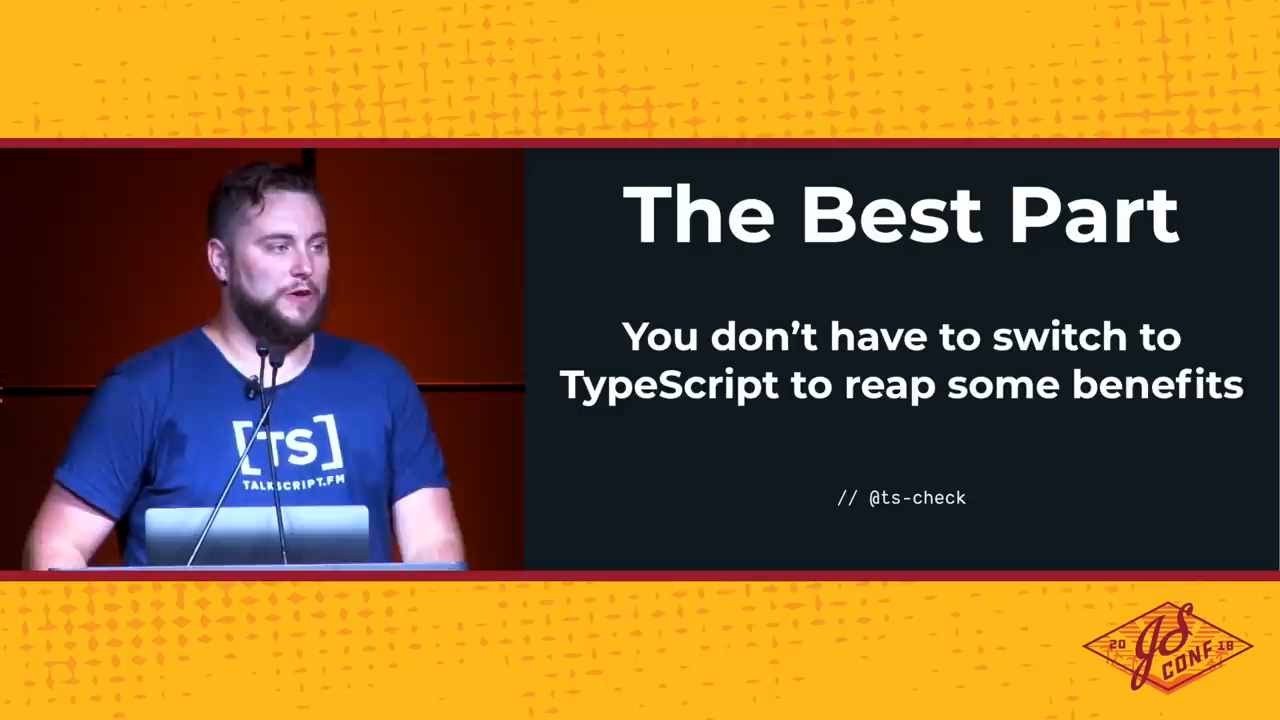 The Best Part
You don’t have to switch to
TypeScript to reap some benefits
// @ts-check
[TS]
TALKSCRIPT.FM
20 JS 18
CONF